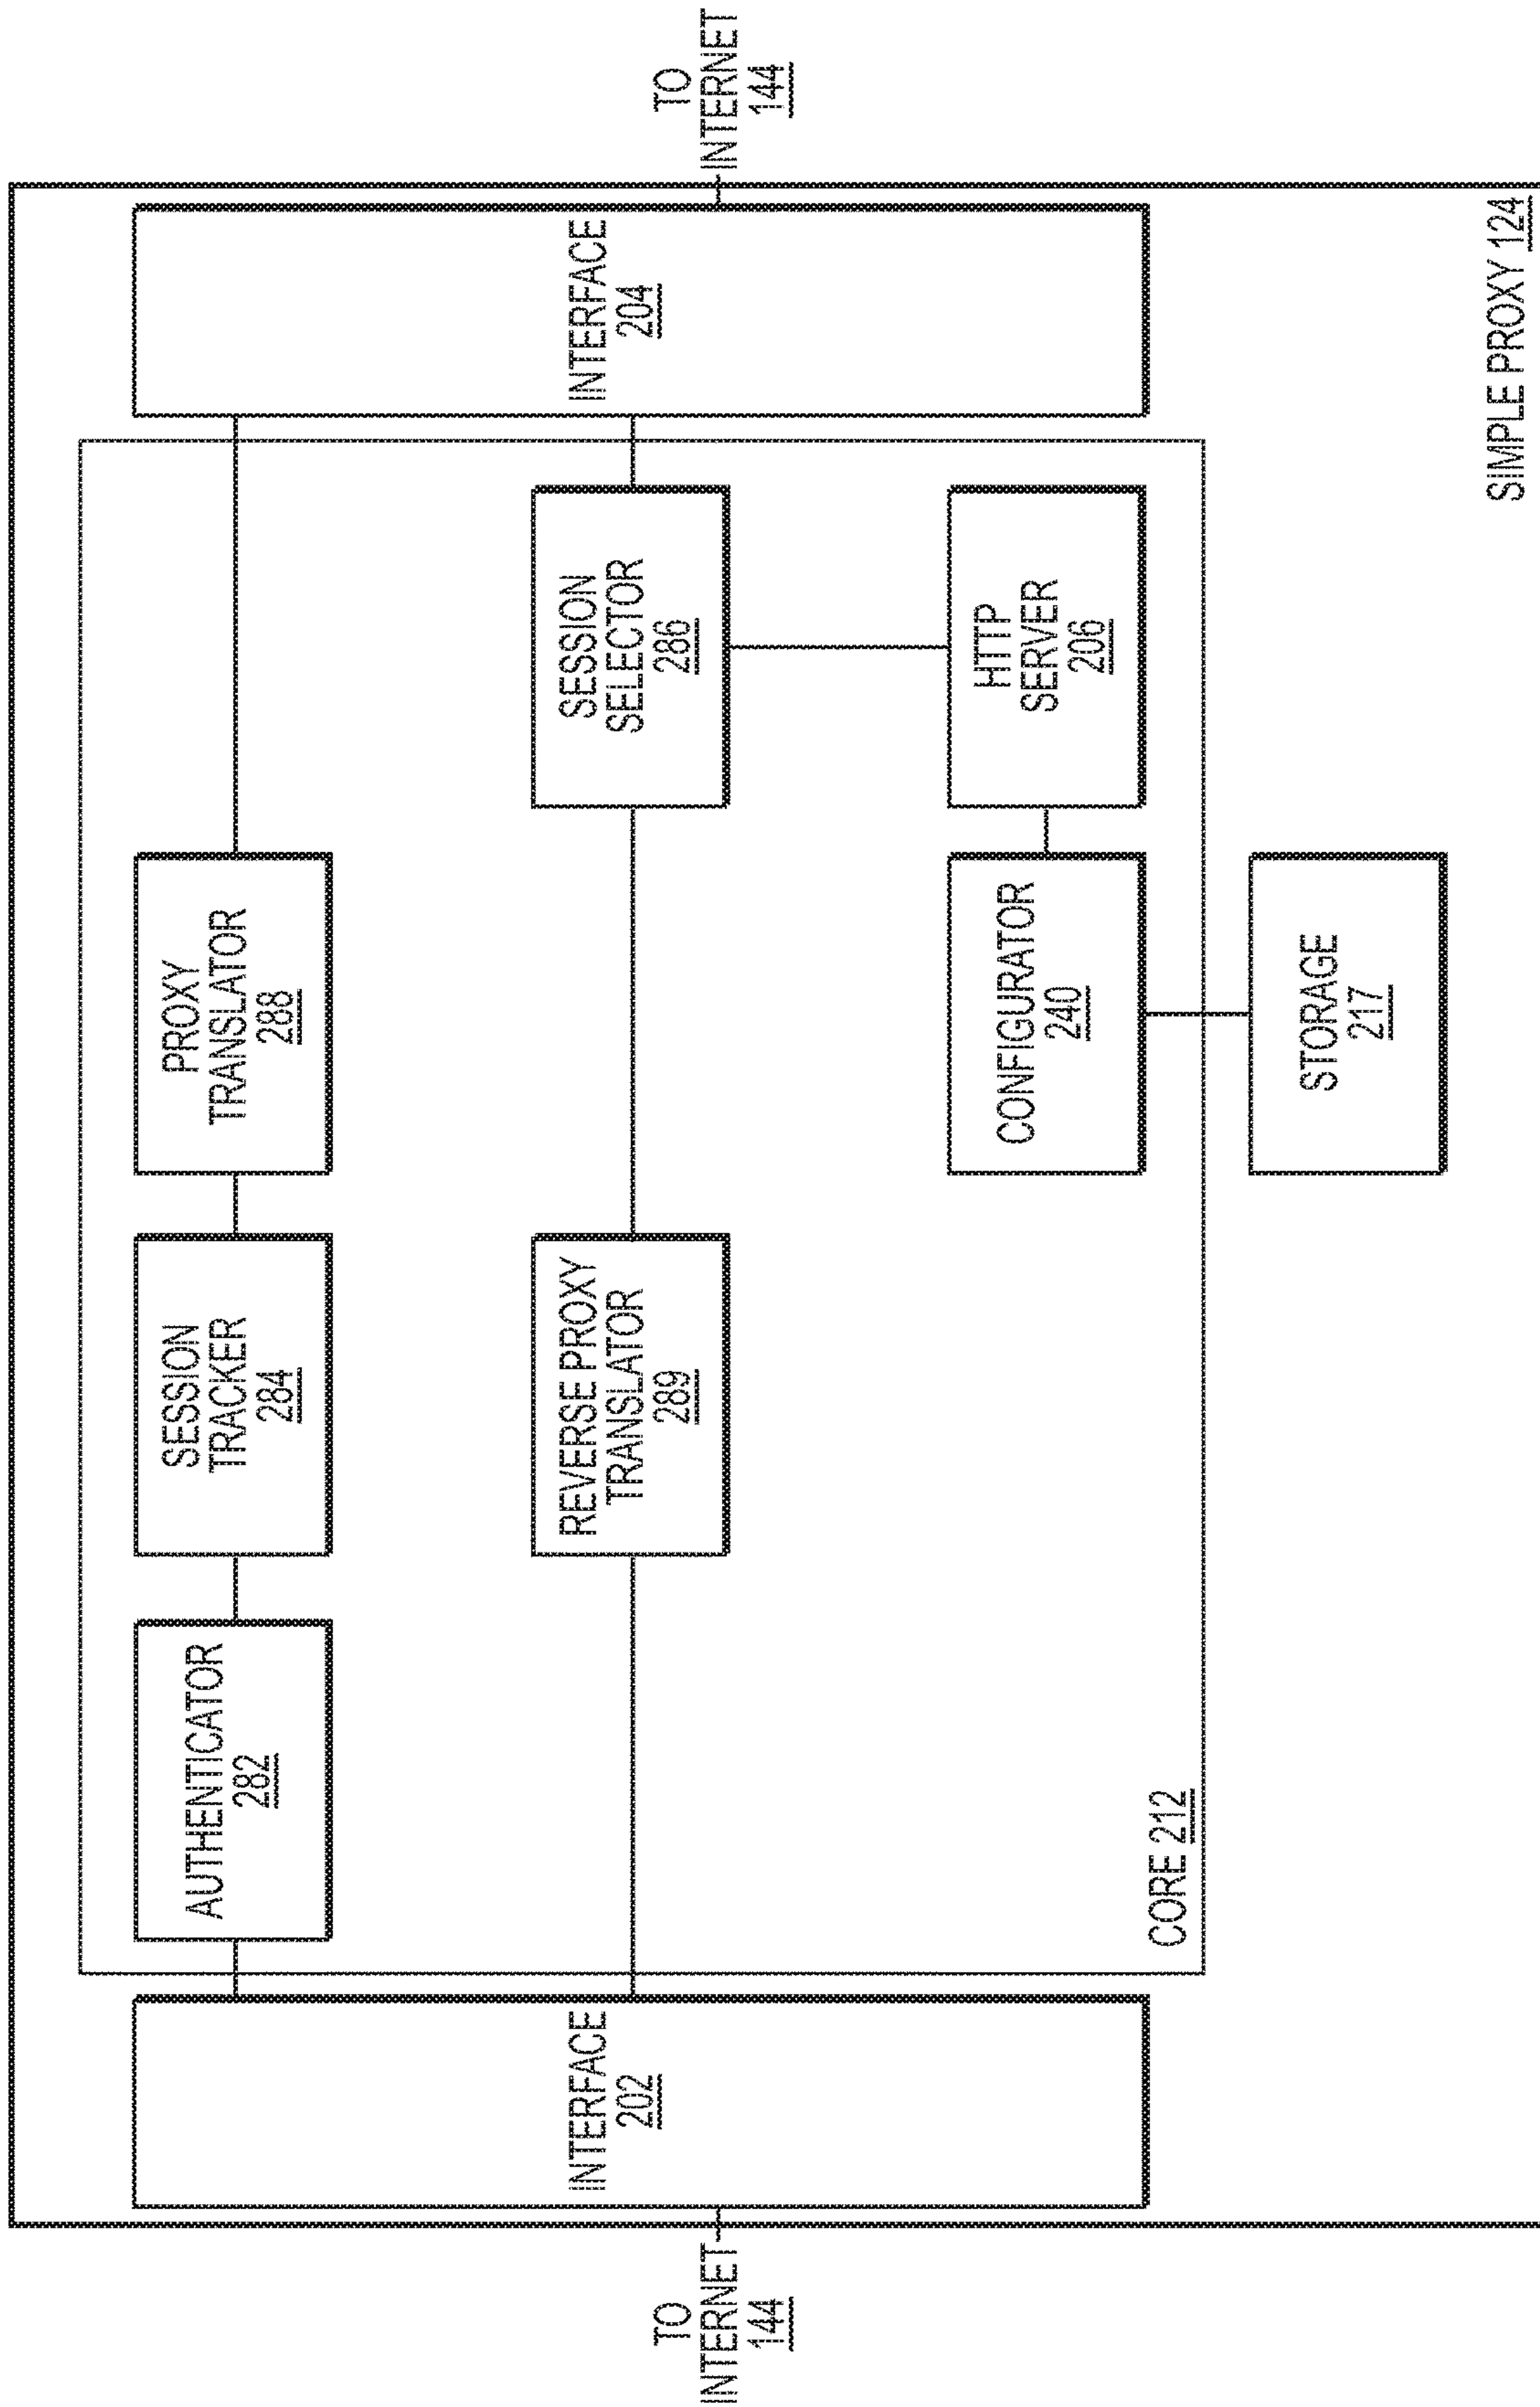 TO
INTERNET
144
INTERFACE
202
AUTHENTICATOR
282
SESSION
TRACKER
284
PROXY
TRANSLATOR
288
REVERSE PROXY
TRANSLATOR
289
SESSION
SELECTOR
286
CONFIGURATOR
240
HTTP
SERVER
206
CORE 212
STORAGE
217
INTERFACE
204
TO
INTERNET
144
SIMPLE PROXY 124